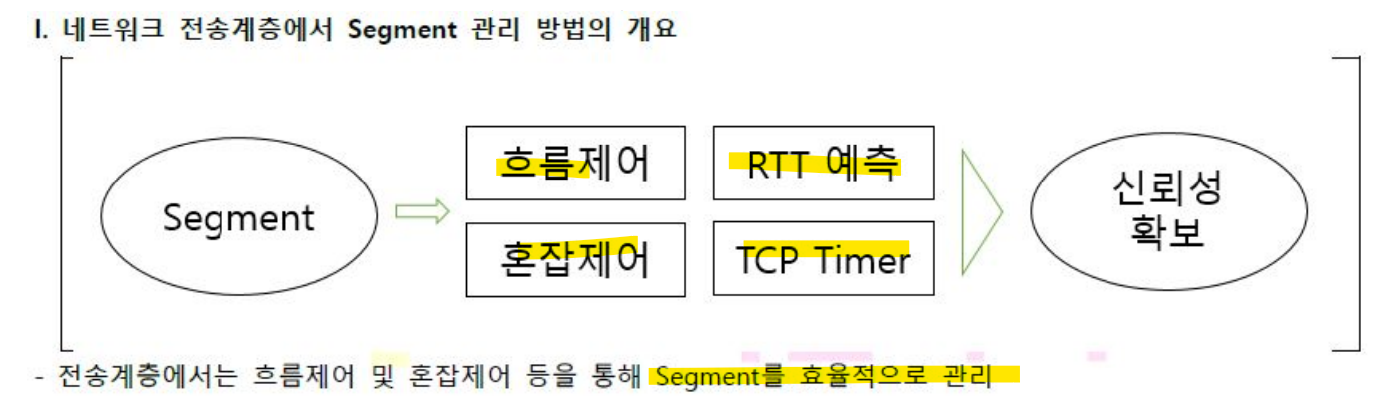 I. 네트워크 전송계층에서 Segment 관리 방법의 개요
Segment
흐름제어
RTT 예측
혼잡제어
TCP Timer
신뢰성
확보
- 전송계층에서는 흐름제어 및 혼잡제어 등을 통해 Segment를 효율적으로 관리